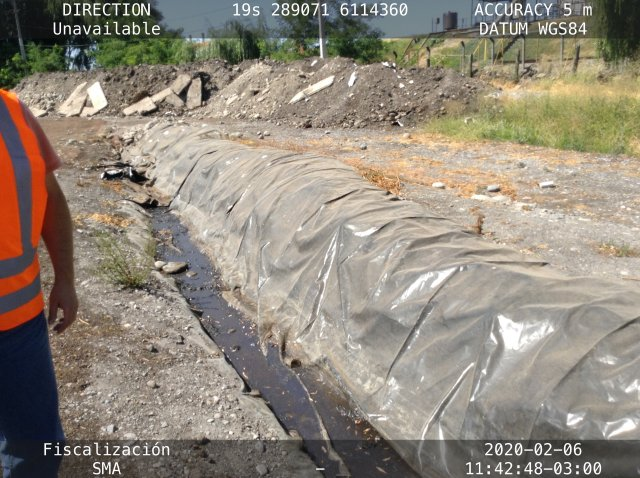 DIRECTION
Unavailable
19s 289071 6114360
ACCURACY 5 m
DATUM WGS84
Fiscalización
SMA
2020-02-06
11:42:48-03:00